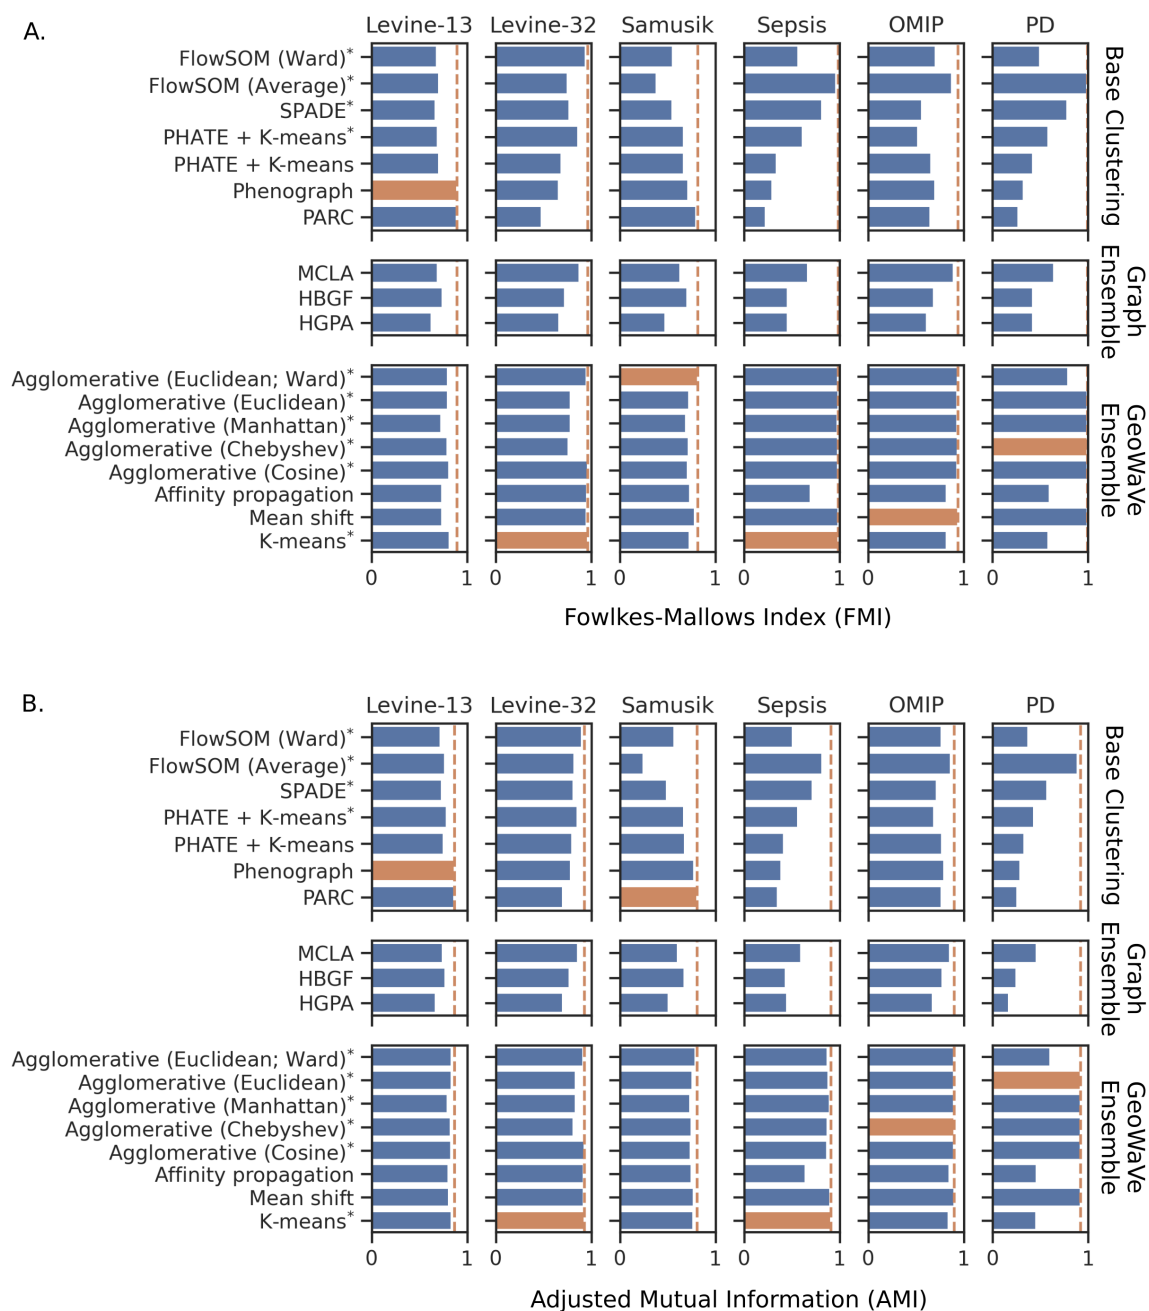 A.
Levine-13 Levine-32 Samusik Sepsis OMIP PD
FlowSOM (Ward)*
FlowSOM (Average)*
SPADE*
PHATE + K-means*
PHATE + K-means
Phenograph
PARC
Base Clustering
MCLA
HBGF
HGPA
Graph
Ensemble
Agglomerative (Euclidean; Ward)*
Agglomerative (Euclidean)*
Agglomerative (Manhattan)*
Agglomerative (Chebyshev)*
Agglomerative (Cosine)*
Affinity propagation
Mean shift
K-means*
GeoWaVe
Ensemble
0 1 0 1 0 1 0 1 0 1 0 1
Fowlkes-Mallows Index (FMI)
B.
Levine-13 Levine-32 Samusik Sepsis OMIP PD
FlowSOM (Ward)*
FlowSOM (Average)*
SPADE*
PHATE + K-means*
PHATE + K-means
Phenograph
PARC
Base Clustering
MCLA
HBGF
HGPA
Graph
Ensemble
Agglomerative (Euclidean; Ward)*
Agglomerative (Euclidean)*
Agglomerative (Manhattan)*
Agglomerative (Chebyshev)*
Agglomerative (Cosine)*
Affinity propagation
Mean shift
K-means*
GeoWaVe
Ensemble
0 1 0 1 0 1 0 1 0 1 0 1
Adjusted Mutual Information (AMI)